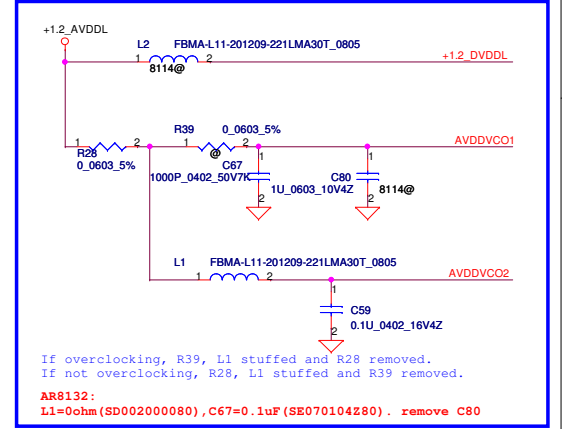 +1.2_AVDDL
L2 FBMA-L11-201209-221LMA30T_0805
1 2
8114@
+1.2_DVDDL
R39 0_0603_5%
1 2
@
AVDDVCO1
1 2
R28
0_0603_5%
C67
1000P_0402_50V7K
1
2
C80
1U_0603_10V4Z
1
2
8114@
L1 FBMA-L11-201209-221LMA30T_0805
1 2
AVDDVCO2
1
2
C59
0.1U_0402_16V4Z
If overclocking, R39, L1 stuffed and R28 removed.
If not overclocking, R28, L1 stuffed and R39 removed.
AR8132:
L1=0ohm(SD002000080),C67=0.1uF(SE070104Z80). remove C80